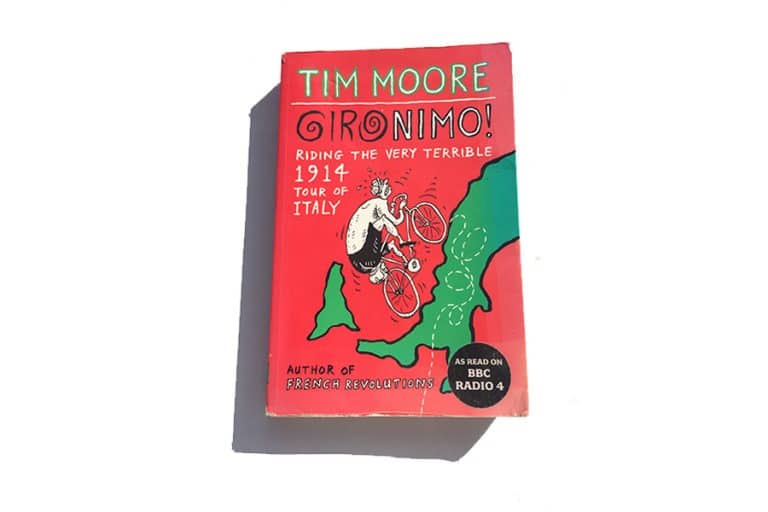 TIM MOORE
GIRONIMO!
RIDING THE VERY TERRIBLE
1914
TOUR OF
ITALY
AUTHOR OF
FRENCH REVOLUTIONS
AS READ ON
BBC
RADIO 4